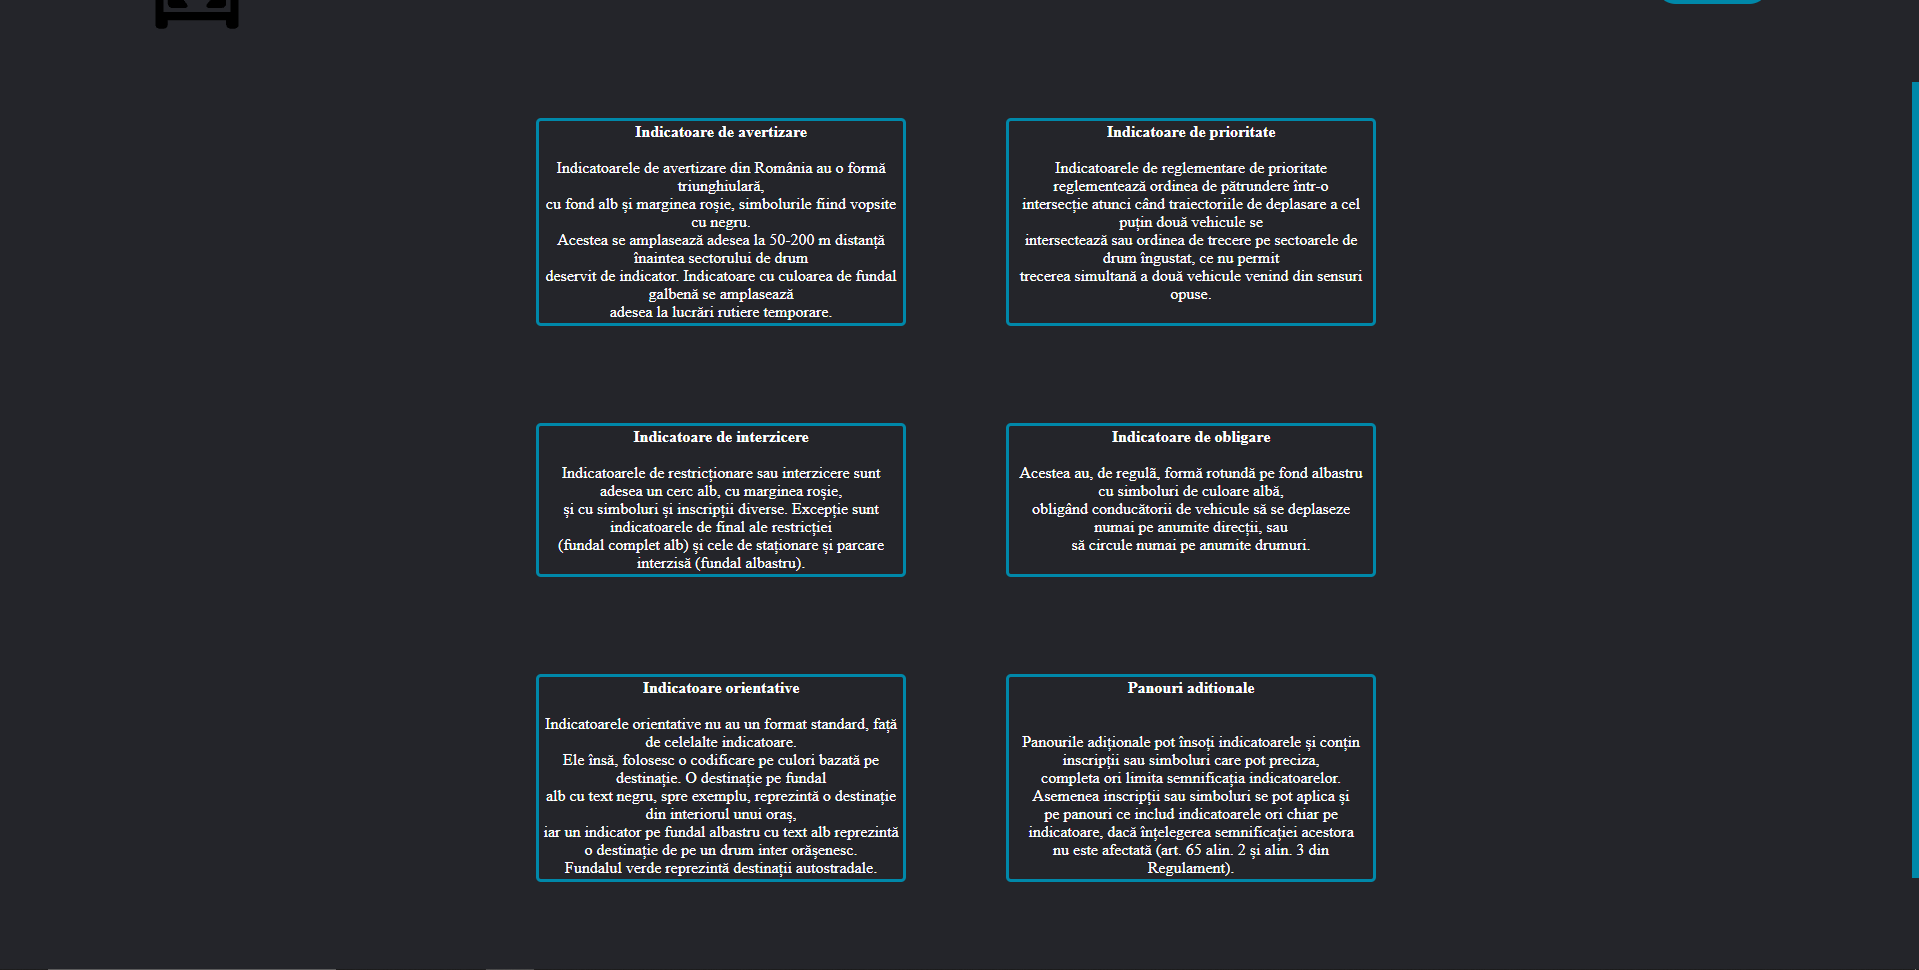 Indicatoare de avertizare
Indicatoarele de avertizare din România au o formă
triunghiulară,
cu fond alb și marginea roșie, simbolurile fiind vopsite
cu negru.
Acestea se amplasează adesea la 50-200 m distanță
înaintea sectorului de drum
deservit de indicator. Indicatoare cu culoarea de fundal
galbenă se amplasează
adesea la lucrări rutiere temporare.
Indicatoare de prioritate
Indicatoarele de reglementare de prioritate
reglementează ordinea de pătrundere într-o
intersecție atunci când traiectoriile de deplasare a cel
puțin două vehicule se
intersectează sau ordinea de trecere pe sectoarele de
drum îngustat, ce nu permit
trecerea simultană a două vehicule venind din sensuri
opuse.
Indicatoare de interzicere
Indicatoarele de restricționare sau interzicere sunt
adesea un cerc alb, cu marginea roșie,
și cu simboluri și inscripții diverse. Excepție sunt
indicatoarele de final ale restricției
(fundal complet alb) și cele de staționare și parcare
interzisă (fundal albastru).
Indicatoare de obligare
Acestea au, de regulã, formă rotundă pe fond albastru
cu simboluri de culoare albă,
obligând conducătorii de vehicule să se deplaseze
numai pe anumite direcții, sau
să circule numai pe anumite drumuri.
Indicatoare orientative
Indicatoarele orientative nu au un format standard, față
de celelalte indicatoare.
Ele însă, folosesc o codificare pe culori bazată pe
destinație. O destinație pe fundal
alb cu text negru, spre exemplu, reprezintă o destinație
din interiorul unui oraș,
iar un indicator pe fundal albastru cu text alb reprezintă
o destinație de pe un drum inter orășenesc.
Fundalul verde reprezintă destinații autostradale.
Panouri aditionale
Panourile adiționale pot însoți indicatoarele și conțin
inscripții sau simboluri care pot preciza,
completa ori limita semnificația indicatoarelor.
Asemenea inscripții sau simboluri se pot aplica și
pe panouri ce includ indicatoarele ori chiar pe
indicatoare, dacă înțelegerea semnificației acestora
nu este afectată (art. 65 alin. 2 și alin. 3 din
Regulament).